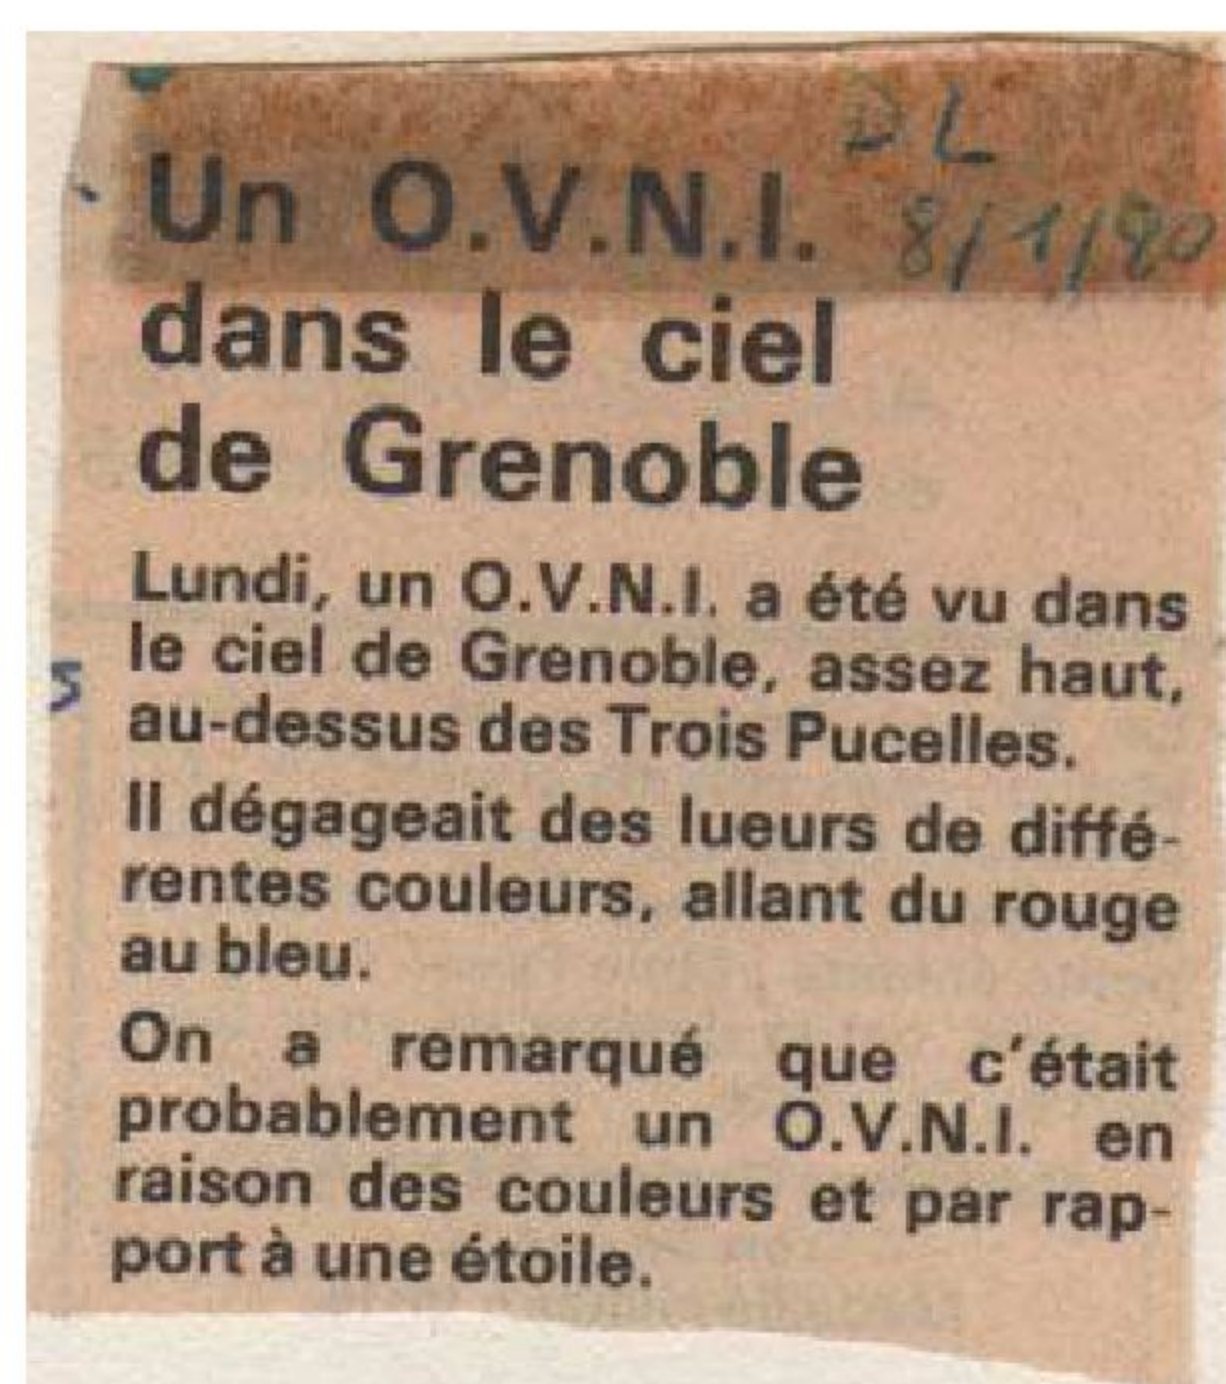 DL
Un O.V.N.I. 8/1/90
dans le ciel
de Grenoble
Lundi, un O.V.N.I. a été vu dans
le ciel de Grenoble, assez haut,
au-dessus des Trois Pucelles.
Il dégageait des lueurs de diffé-
rentes couleurs, allant du rouge
au bleu.
On a remarqué que c'était
probablement un O.V.N.I. en
raison des couleurs et par rap-
port à une étoile.